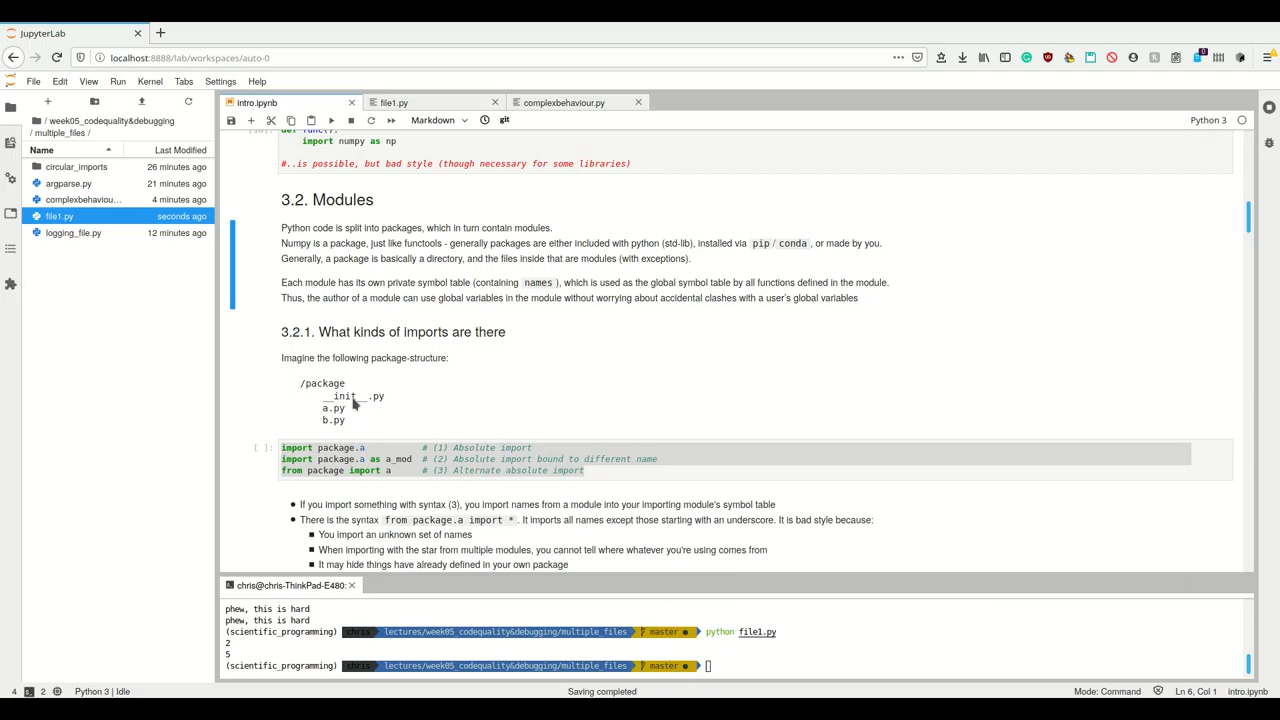 JupyterLab
localhost:8888/lab/workspaces/auto-0
File Edit View Run Kernel Tabs Settings Help
/ week05_codequality&debugging
/ multiple_files /
Name Last Modified
circular_imports 26 minutes ago
argparse.py 21 minutes ago
complexbehaviou... 4 minutes ago
file1.py seconds ago
logging_file.py 12 minutes ago
intro.ipynb file1.py complexbehaviour.py
Markdown git Python 3
import numpy as np
#..is possible, but bad style (though necessary for some libraries)
3.2. Modules
Python code is split into packages, which in turn contain modules.
Numpy is a package, just like functools - generally packages are either included with python (std-lib), installed via pip / conda , or made by you.
Generally, a package is basically a directory, and the files inside that are modules (with exceptions).
Each module has its own private symbol table (containing names ), which is used as the global symbol table by all functions defined in the module.
Thus, the author of a module can use global variables in the module without worrying about accidental clashes with a user's global variables
3.2.1. What kinds of imports are there
Imagine the following package-structure:
/package
__init__.py
a.py
b.py
[ ]: import package.a # (1) Absolute import
import package.a as a_mod # (2) Absolute import bound to different name
from package import a # (3) Alternate absolute import
If you import something with syntax (3), you import names from a module into your importing module's symbol table
There is the syntax from package.a import * . It imports all names except those starting with an underscore. It is bad style because:
You import an unknown set of names
When importing with the star from multiple modules, you cannot tell where whatever you're using comes from
It may hide things have already defined in your own package
chris@chris-ThinkPad-E480:
phew, this is hard
phew, this is hard
(scientific_programming) chris lectures/week05_codequality&debugging/multiple_files master ● python file1.py
2
5
(scientific_programming) chris lectures/week05_codequality&debugging/multiple_files master ●
4 2 Python 3 | Idle Saving completed Mode: Command Ln 6, Col 1 intro.ipynb